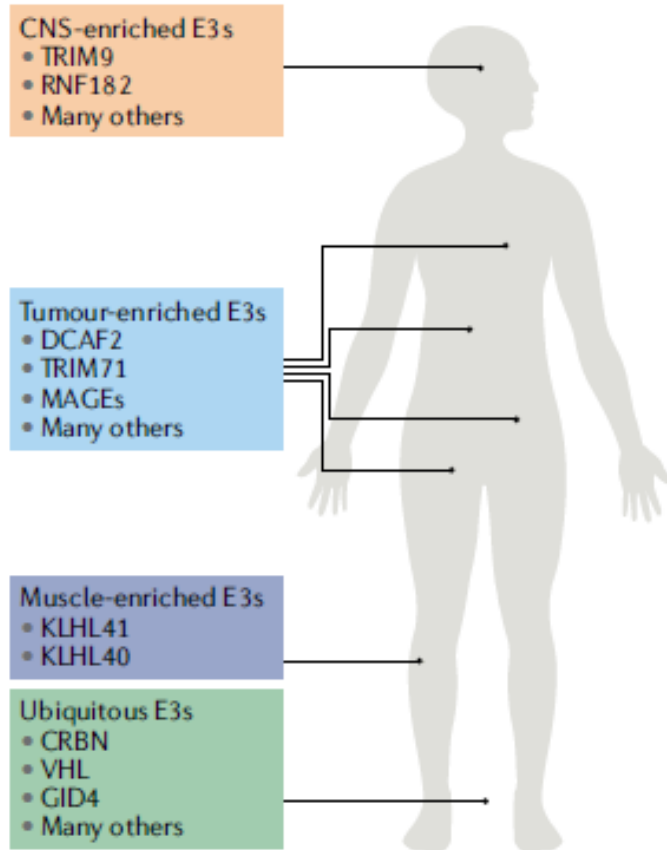 CNS-enriched E3s
• TRIM9
• RNF182
• Many others
Tumour-enriched E3s
• DCAF2
• TRIM71
• MAGEs
• Many others
Muscle-enriched E3s
• KLHL41
• KLHL40
Ubiquitous E3s
• CRBN
• VHL
• GID4
• Many others